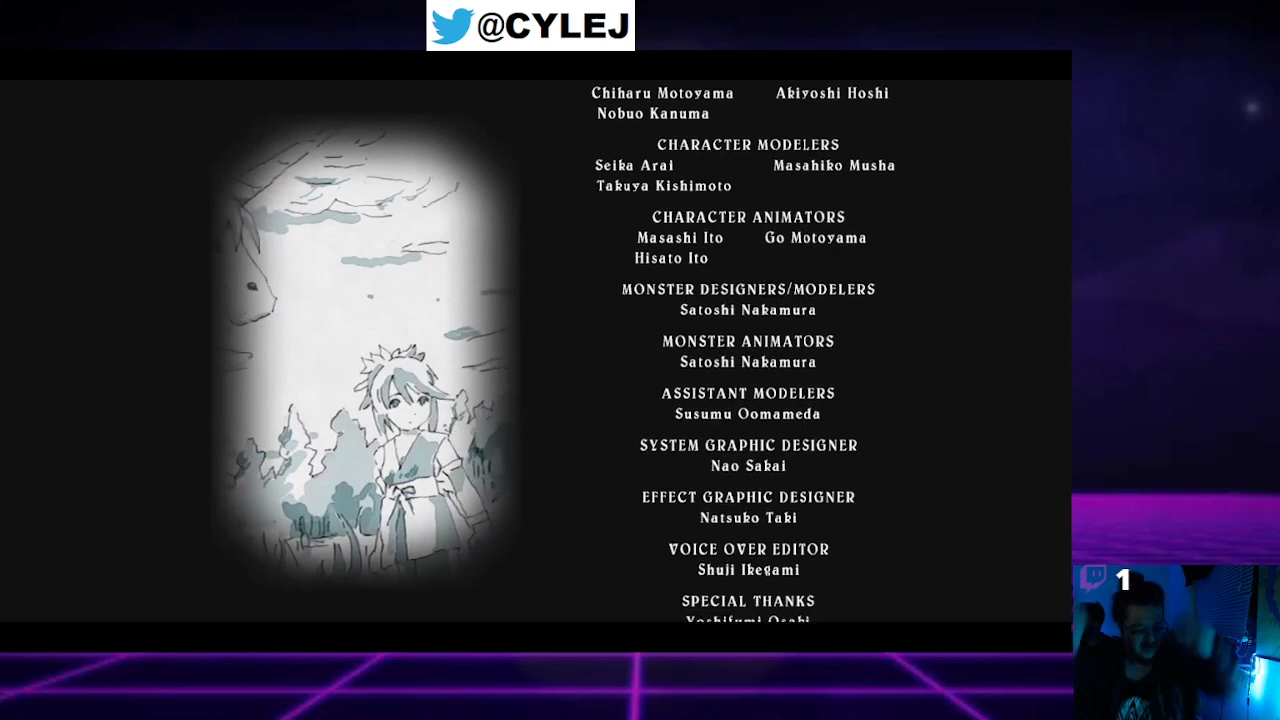 @CYLEJ
Chiharu Motoyama Akiyoshi Hoshi
Nobuo Kanuma
CHARACTER MODELERS
Seika Arai Masahiko Musha
Takuya Kishimoto
CHARACTER ANIMATORS
Masashi Ito Go Motoyama
Hisato Ito
MONSTER DESIGNERS/MODELERS
Satoshi Nakamura
MONSTER ANIMATORS
Satoshi Nakamura
ASSISTANT MODELERS
Susumu Oomameda
SYSTEM GRAPHIC DESIGNER
Nao Sakai
EFFECT GRAPHIC DESIGNER
Natsuko Taki
VOICE OVER EDITOR
Shuji Ikegami
SPECIAL THANKS
Yoshifumi
1